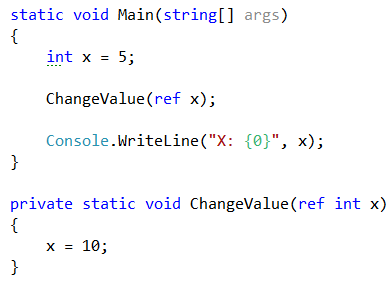 static void Main(string[] args)
{
    int x = 5;

    ChangeValue(ref x);

    Console.WriteLine("X: {0}", x);
}

private static void ChangeValue(ref int x)
{
    x = 10;
}